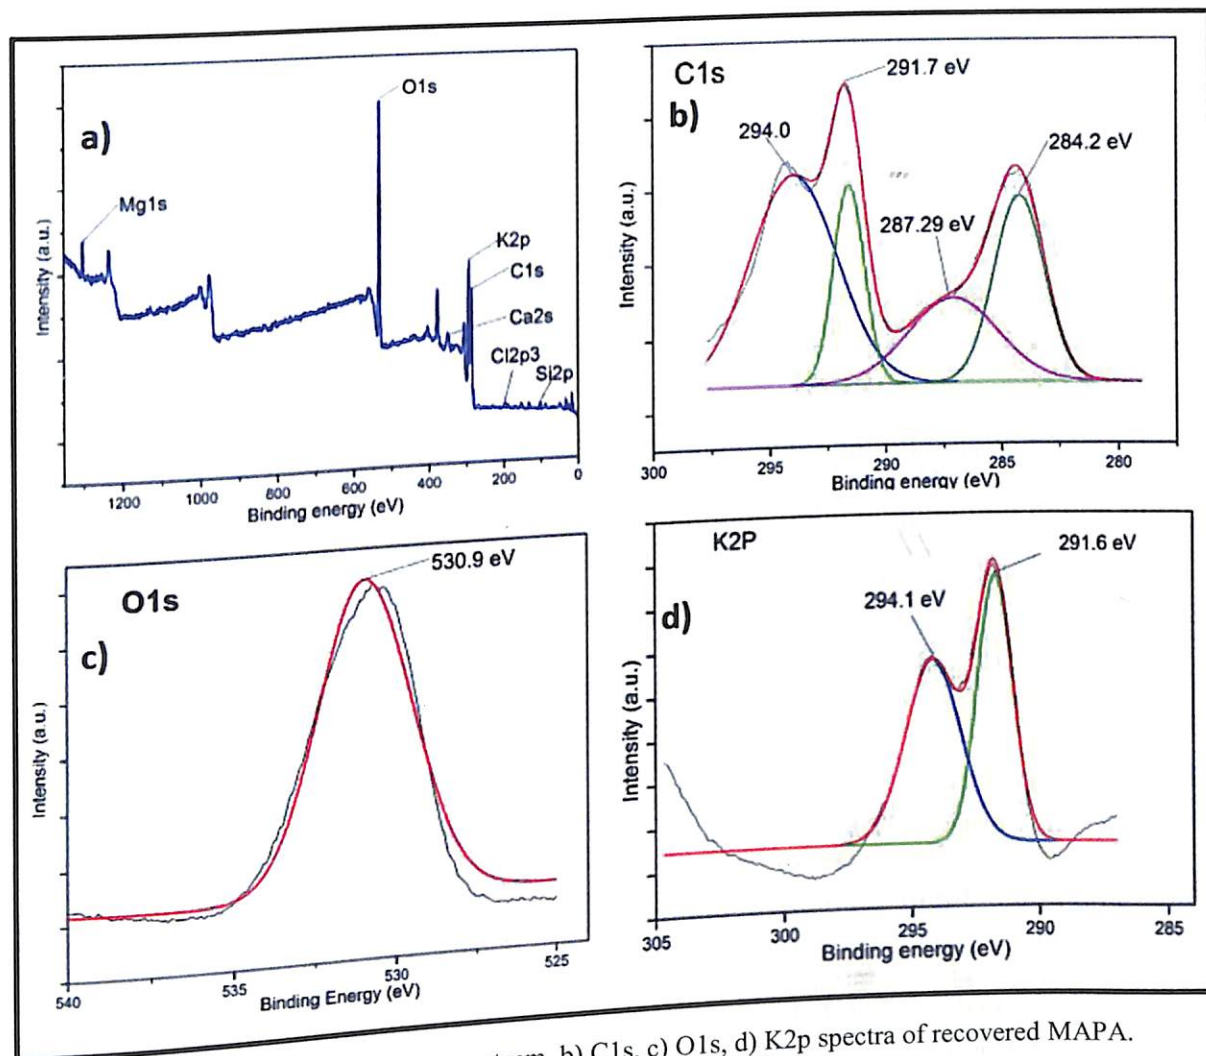 a)
O1s
Mg1s
K2p
C1s
Ca2s
Cl2p3
Si2p
Intensity (a.u.)
1200 1000 800 600 400 200 0
Binding energy (eV)
C1s
b)
291.7 eV
294.0
284.2 eV
287.29 eV
Intensity (a.u.)
300 295 290 285 280
Binding energy (eV)
O1s
c)
530.9 eV
Intensity (a.u.)
540 535 530 525
Binding Energy (eV)
K2P
d)
291.6 eV
294.1 eV
Intensity (a.u.)
305 300 295 290 285
Binding energy (eV)
b) C1s, c) O1s, d) K2p spectra of recovered MAPA.